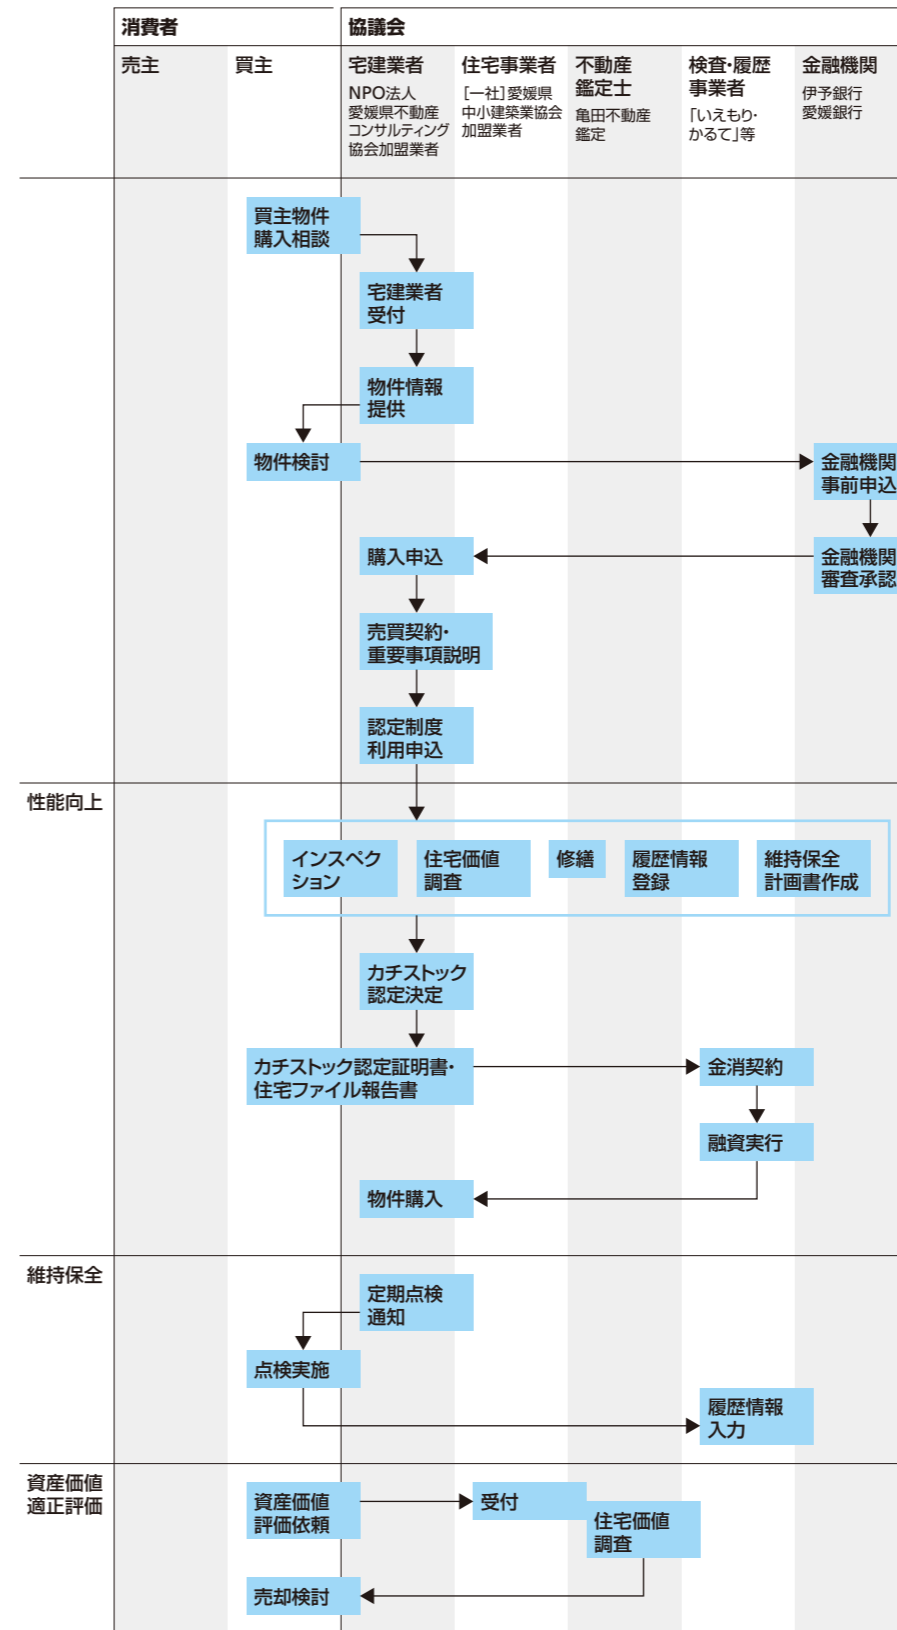 消費者
協議会
売主
買主
宅建業者
NPO法人
愛媛県不動産
コンサルティング
協会加盟業者
住宅事業者
[一社]愛媛県
中小建築業協会
加盟業者
不動産
鑑定士
亀田不動産
鑑定
検査・履歴
事業者
「いえもり・
かるて」等
金融機関
伊予銀行
愛媛銀行
買主物件
購入相談
宅建業者
受付
物件情報
提供
物件検討
金融機関
事前申込
購入申込
金融機関
審査承認
売買契約・
重要事項説明
認定制度
利用申込
性能向上
インスペク
ション
住宅価値
調査
修繕
履歴情報
登録
維持保全
計画書作成
カチストック
認定決定
カチストック認定証明書・
住宅ファイル報告書
金消契約
融資実行
物件購入
維持保全
定期点検
通知
点検実施
履歴情報
入力
資産価値
適正評価
資産価値
評価依頼
受付
住宅価値
調査
売却検討